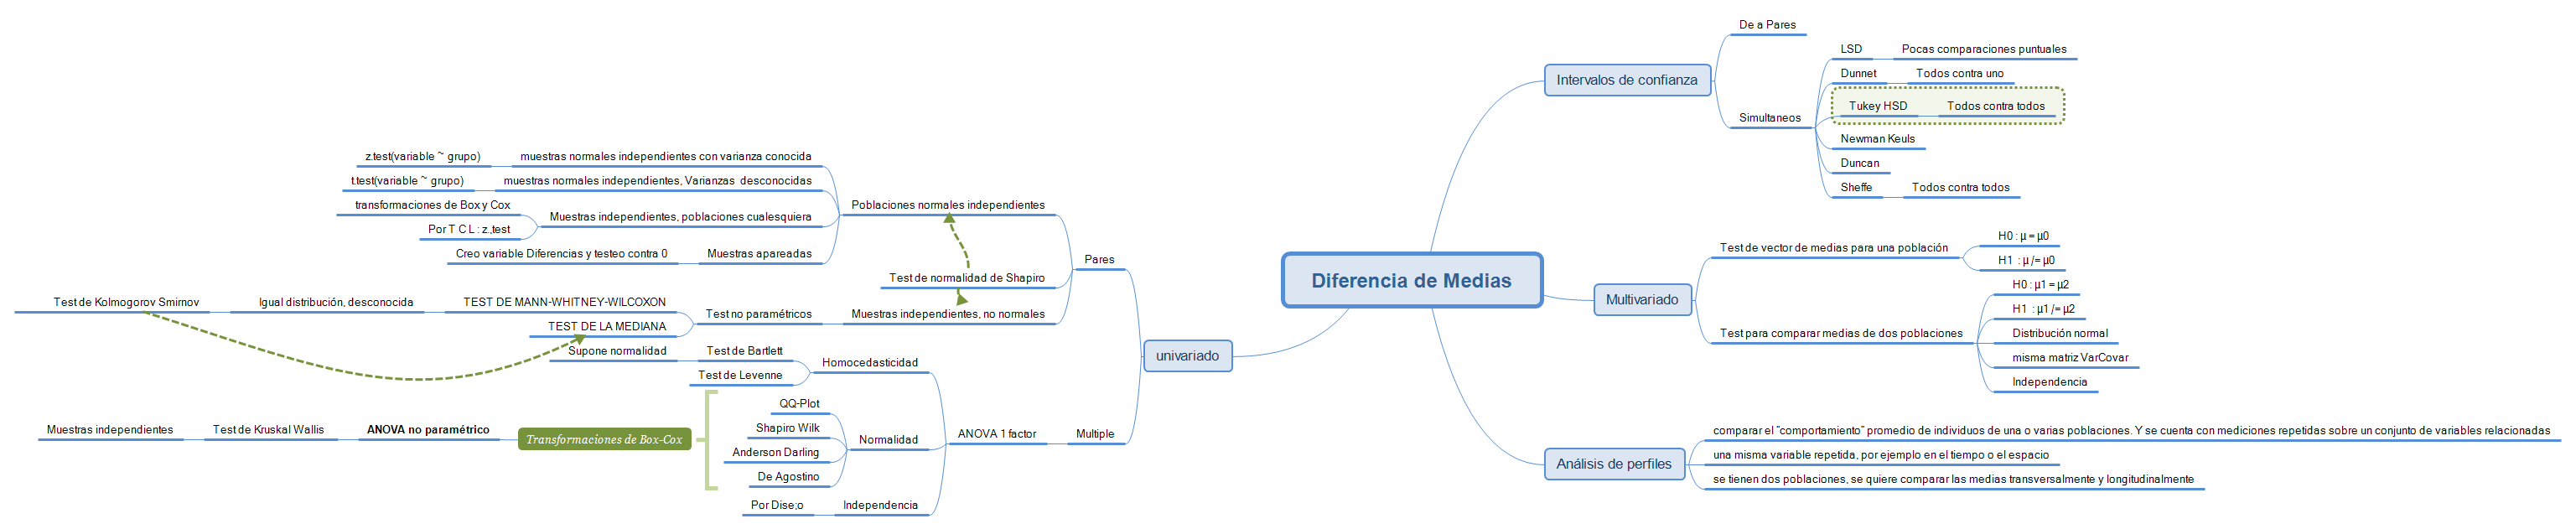 Diferencia de Medias
Intervalos de confianza
De a Pares
Simultaneos
LSD
Pocas comparaciones puntuales
Dunnet
Todos contra uno
Tukey HSD
Todos contra todos
Newman Keuls
Duncan
Sheffe
Todos contra todos
Multivariado
Test de vector de medias para una población
H0 : µ = µ0
H1 : µ /= µ0
Test para comparar medias de dos poblaciones
H0 : µ1 = µ2
H1 : µ1 /= µ2
Distribución normal
misma matriz VarCovar
Independencia
Análisis de perfiles
comparar el "comportamiento" promedio de individuos de una o varias poblaciones. Y se cuenta con mediciones repetidas sobre un conjunto de variables relacionadas
una misma variable repetida, por ejemplo en el tiempo o el espacio
se tienen dos poblaciones, se quiere comparar las medias transversalmente y longitudinalmente
univariado
Pares
Poblaciones normales independientes
muestras normales independientes con varianza conocida
z.test(variable ~ grupo)
muestras normales independientes, Varianzas desconocidas
t.test(variable ~ grupo)
Muestras independientes, poblaciones cualesquiera
transformaciones de Box y Cox
Por T C L : z.,test
Muestras apareadas
Creo variable Diferencias y testeo contra 0
Test de normalidad de Shapiro
Muestras independientes, no normales
Test no paramétricos
TEST DE MANN-WHITNEY-WILCOXON
Igual distribución, desconocida
Test de Kolmogorov Smirnov
TEST DE LA MEDIANA
Multiple
ANOVA 1 factor
Homocedasticidad
Test de Bartlett
Supone normalidad
Test de Levenne
Normalidad
QQ-Plot
Shapiro Wilk
Anderson Darling
De Agostino
Transformaciones de Box-Cox
ANOVA no paramétrico
Test de Kruskal Wallis
Muestras independientes
Independencia
Por Dise;o